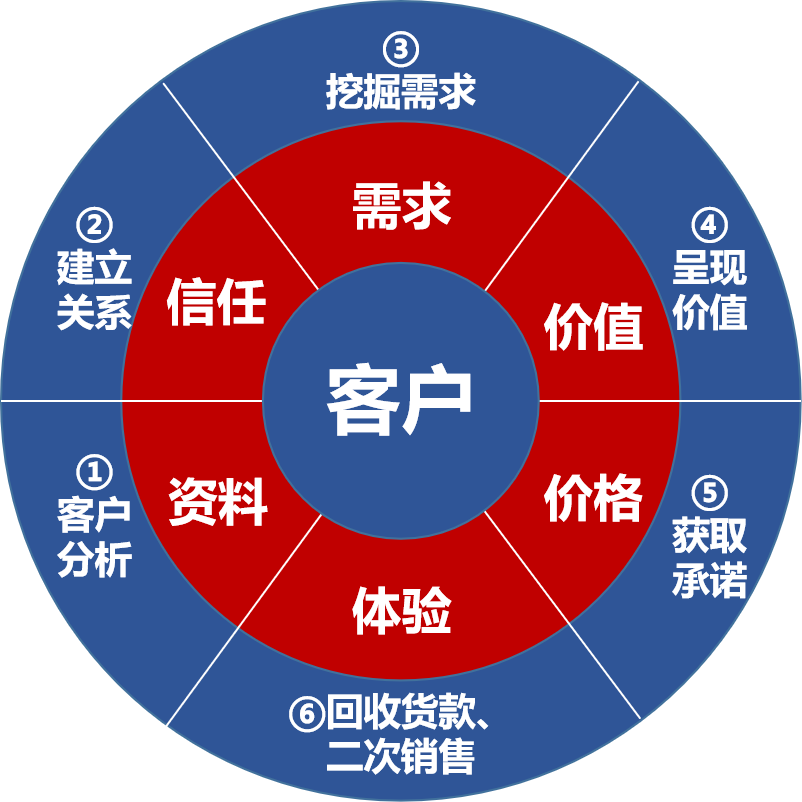 ③
挖掘需求
需求
②
建立
关系
信任
④
呈现
价值
价值
客户
①
客户
分析
资料
⑤
获取
承诺
价格
体验
⑥回收货款、
二次销售